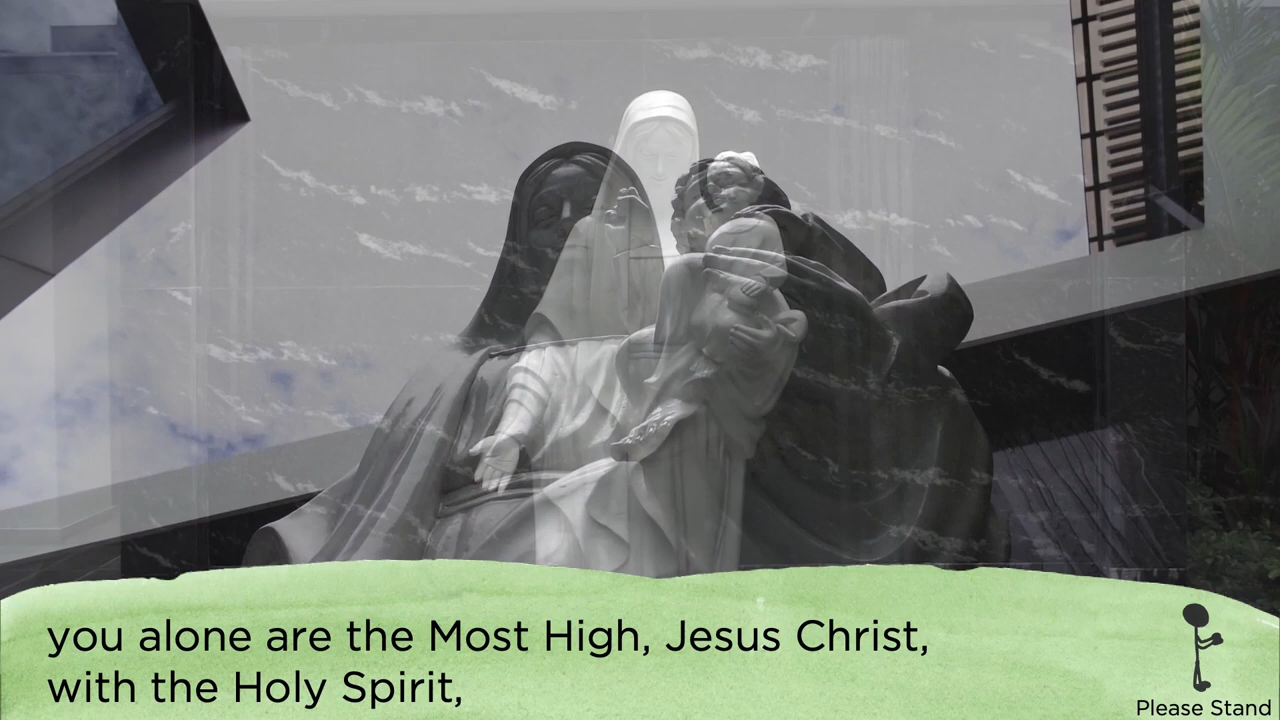 you alone are the Most High, Jesus Christ,
with the Holy Spirit,
Please Stand